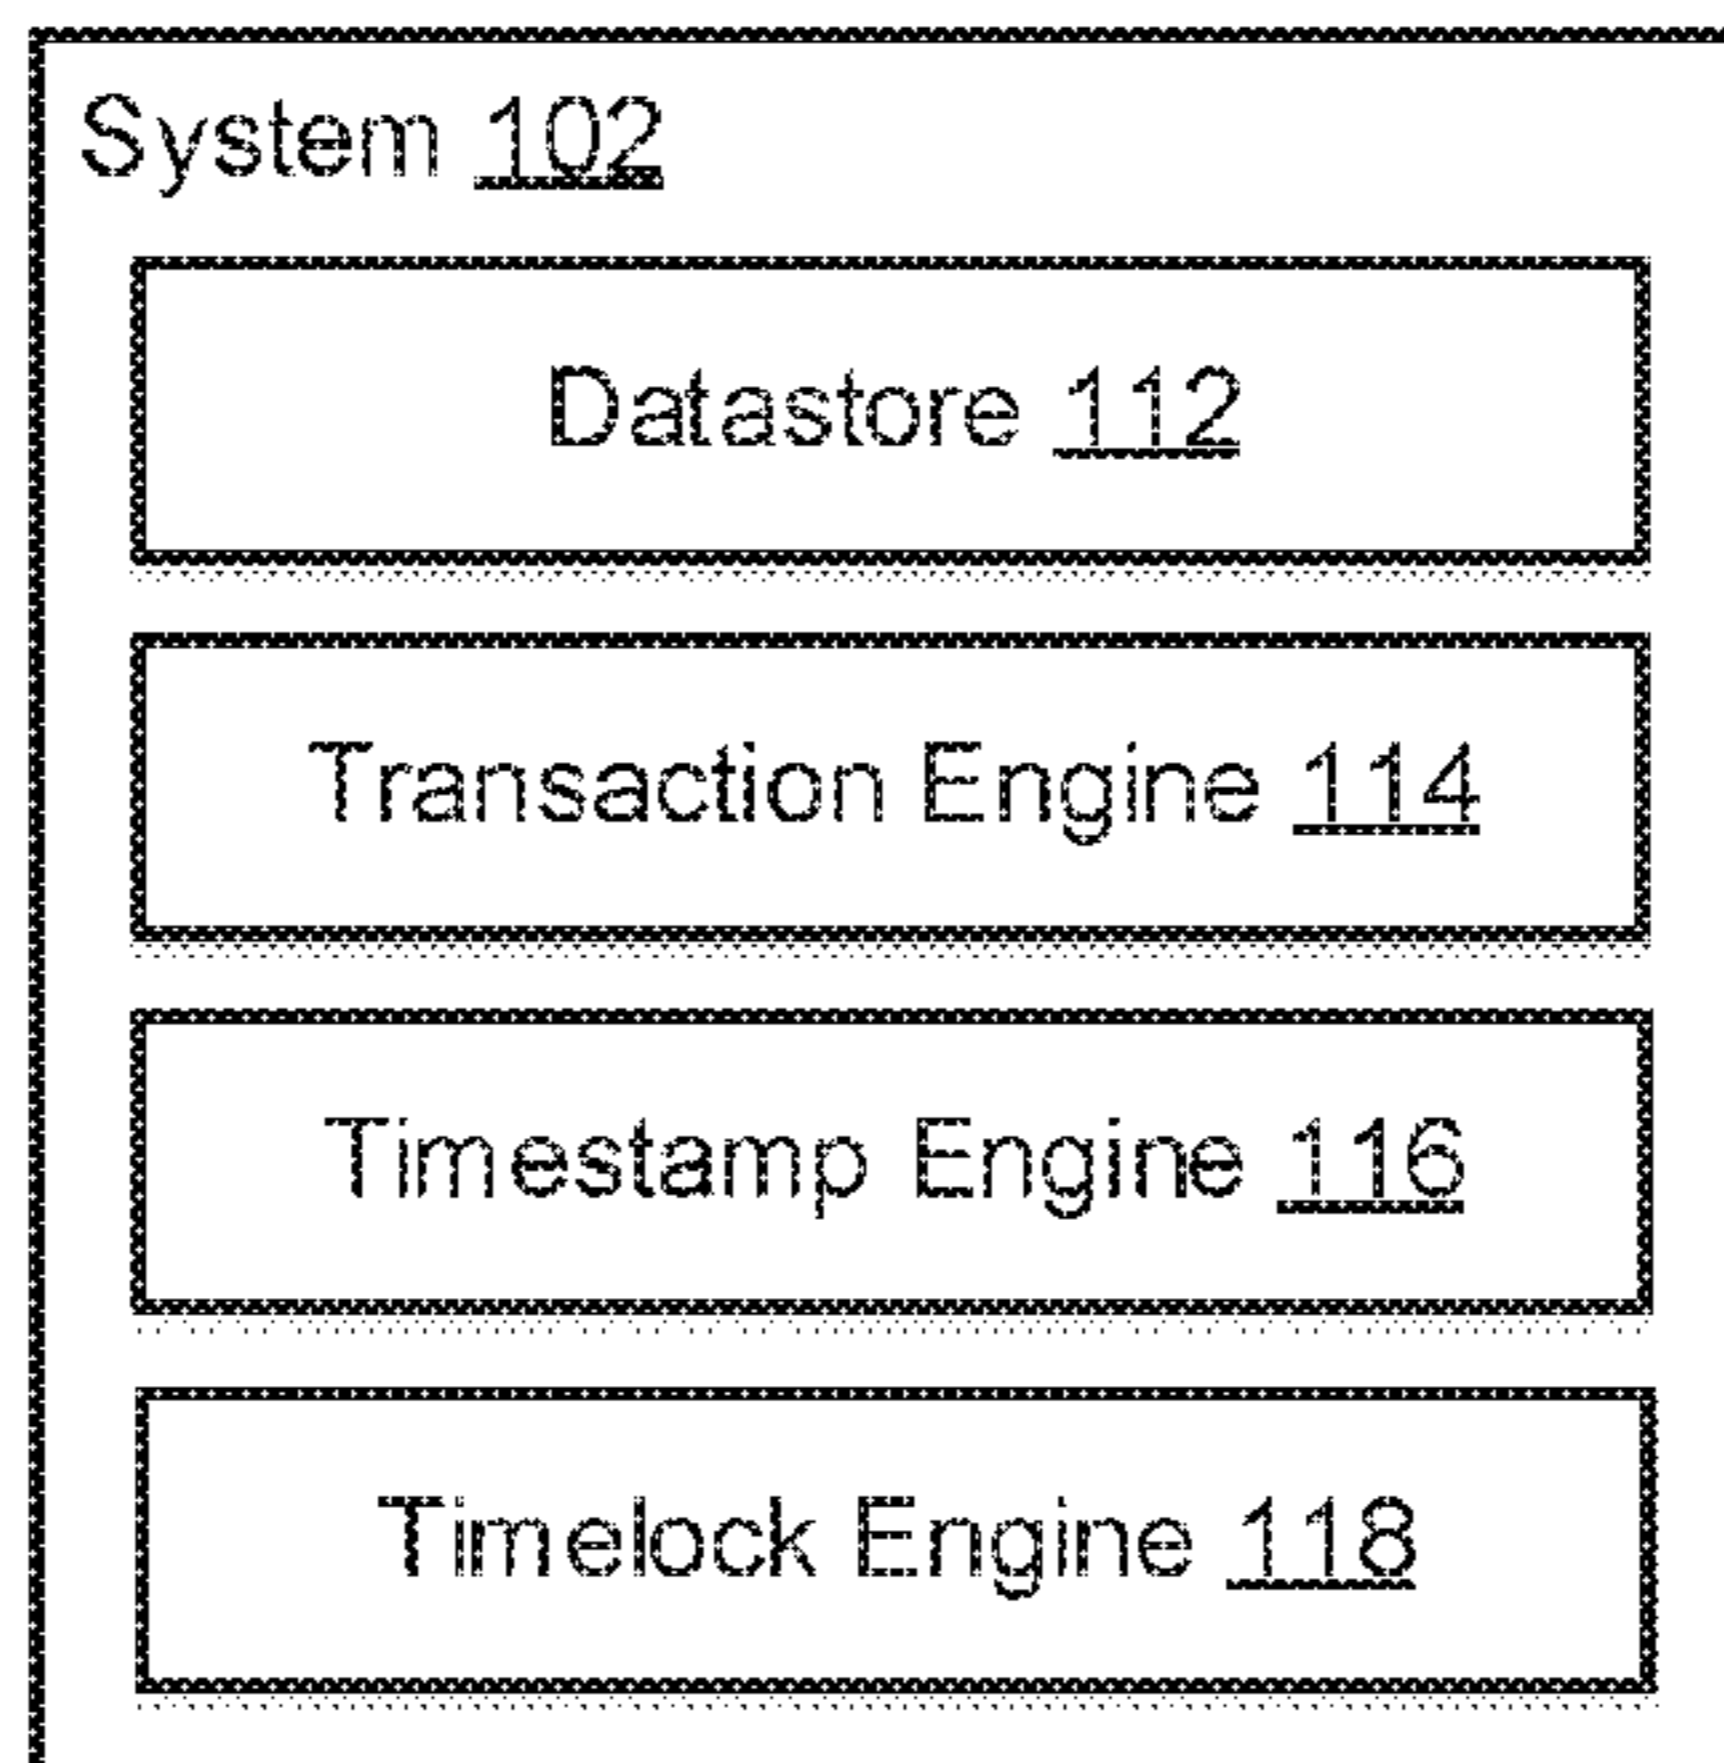 System 102
Datastore 112
Transaction Engine 114
Timestamp Engine 116
Timelock Engine 118